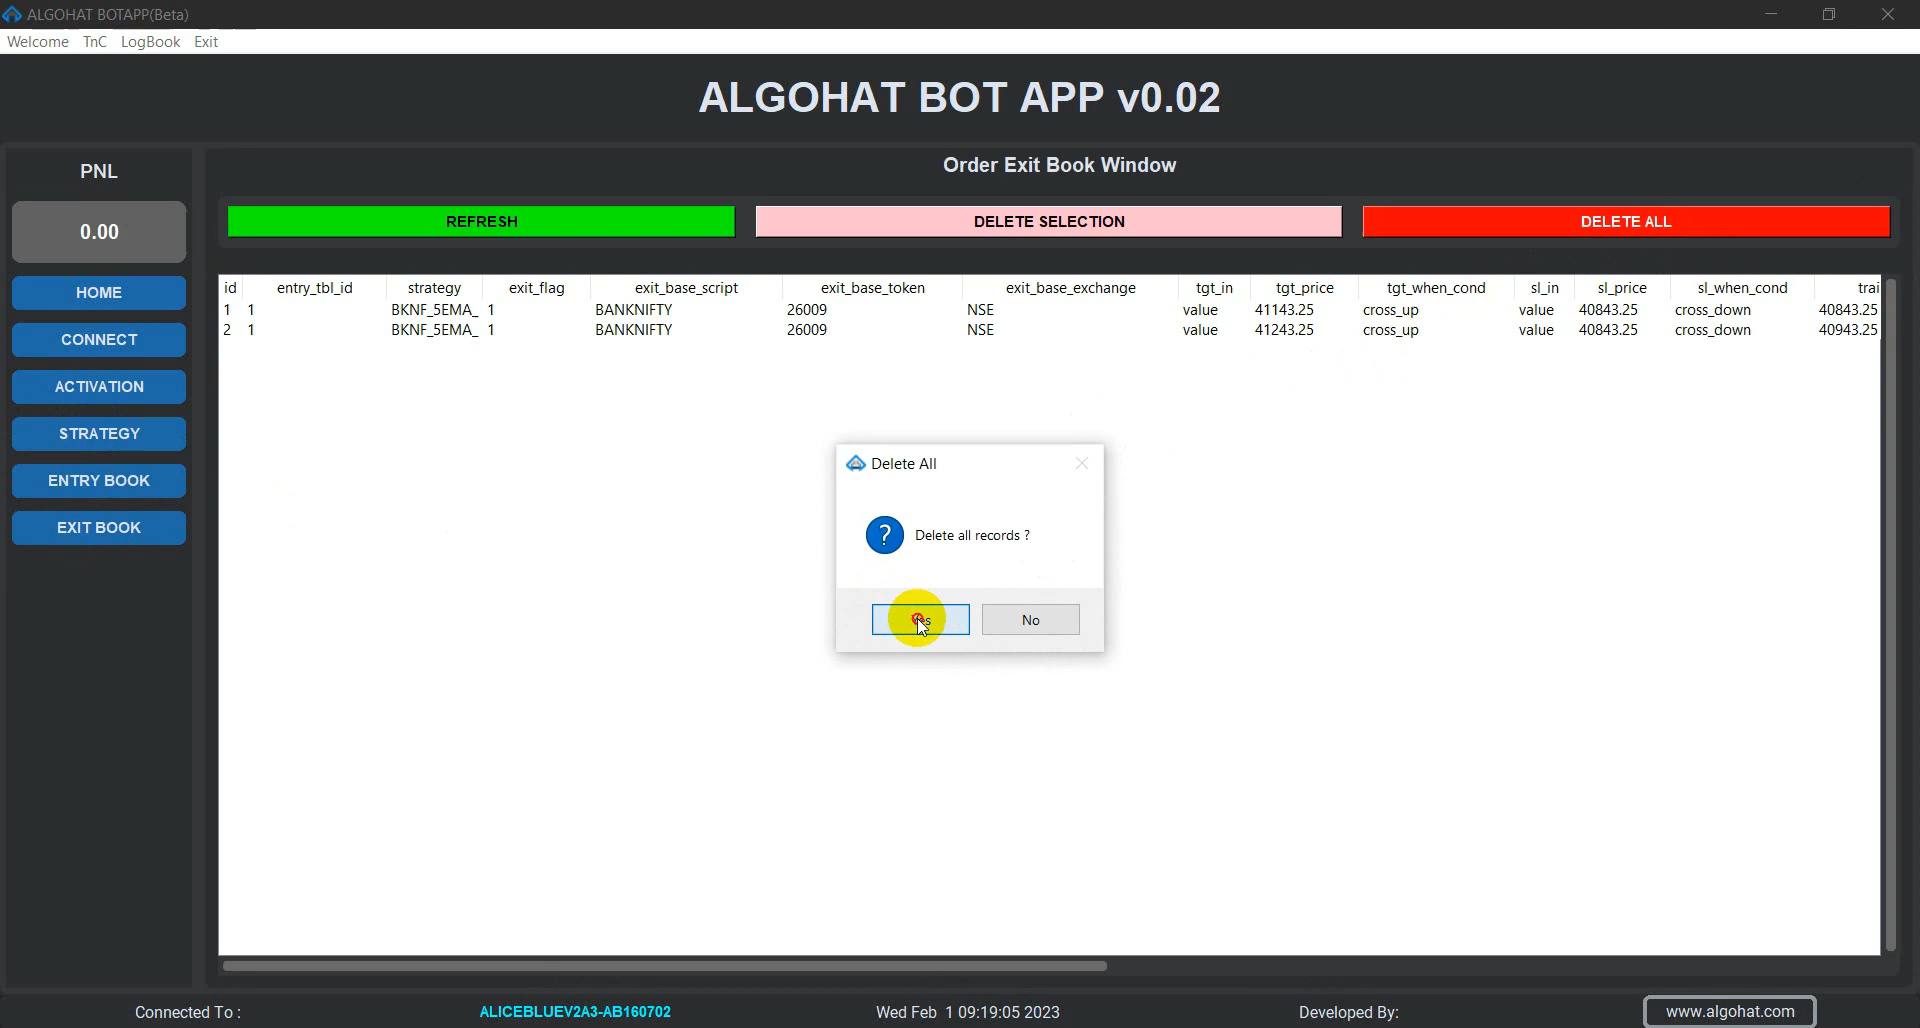 ALGOHAT BOTAPP(Beta)
Welcome TnC LogBook Exit
ALGOHAT BOT APP v0.02
PNL
0.00
HOME
CONNECT
ACTIVATION
STRATEGY
ENTRY BOOK
EXIT BOOK
Order Exit Book Window
REFRESH DELETE SELECTION DELETE ALL
id entry_tbl_id strategy exit_flag exit_base_script exit_base_token exit_base_exchange tgt_in tgt_price tgt_when_cond sl_in sl_price sl_when_cond trai
1 1 BKNF_5EMA_ 1 BANKNIFTY 26009 NSE value 41143.25 cross_up value 40843.25 cross_down 40843.25
2 1 BKNF_5EMA_ 1 BANKNIFTY 26009 NSE value 41243.25 cross_up value 40843.25 cross_down 40943.25
Delete All
? Delete all records ?
No
Connected To : ALICEBLUEV2A3-AB160702 Wed Feb 1 09:19:05 2023 Developed By: www.algohat.com